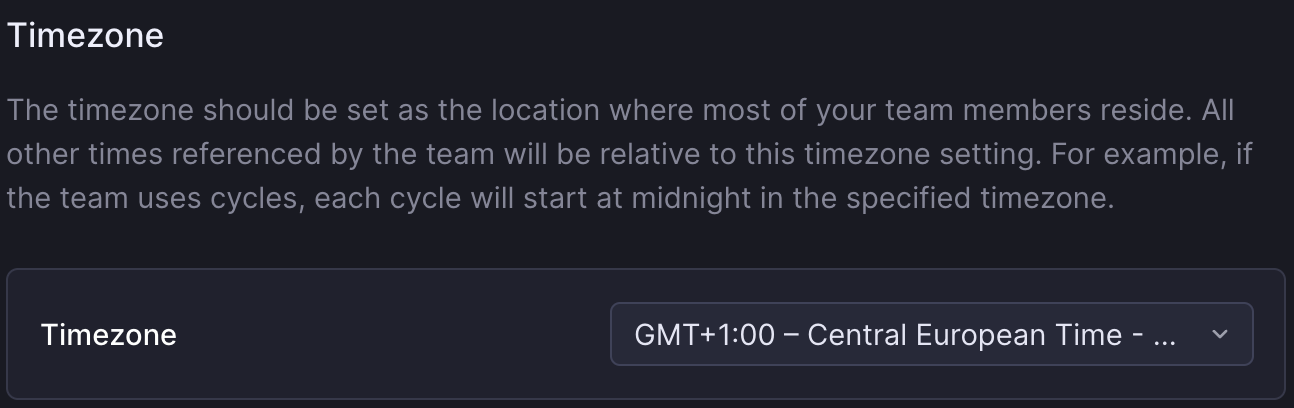 Timezone
The timezone should be set as the location where most of your team members reside. All
other times referenced by the team will be relative to this timezone setting. For example, if
the team uses cycles, each cycle will start at midnight in the specified timezone.
Timezone
GMT+1:00 – Central European Time - ...